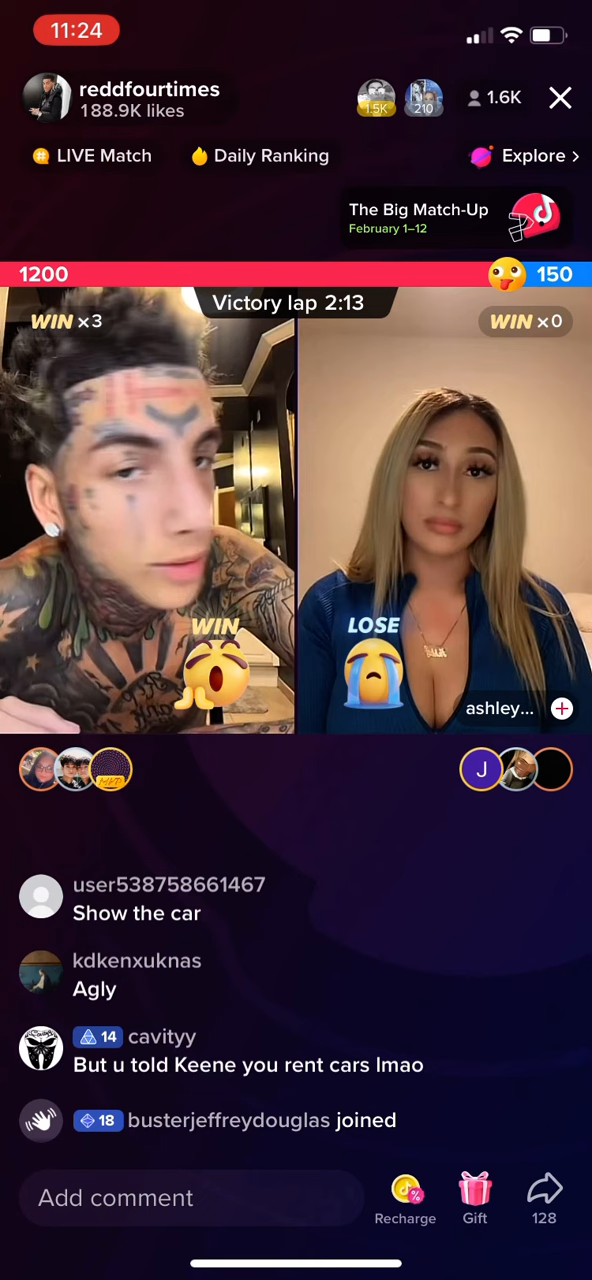 11:24
reddfourtimes
188.9K likes
1.5K
210
1.6K
LIVE Match
Daily Ranking
Explore >
The Big Match-Up
February 1–12
1200
150
Victory lap 2:13
WIN x3
WIN x0
WIN
LOSE
ashley...
J
user538758661467
Show the car
kdkenxuknas
Agly
14 cavityy
But u told Keene you rent cars lmao
18 busterjeffreydouglas joined
Add comment
Recharge
Gift
128